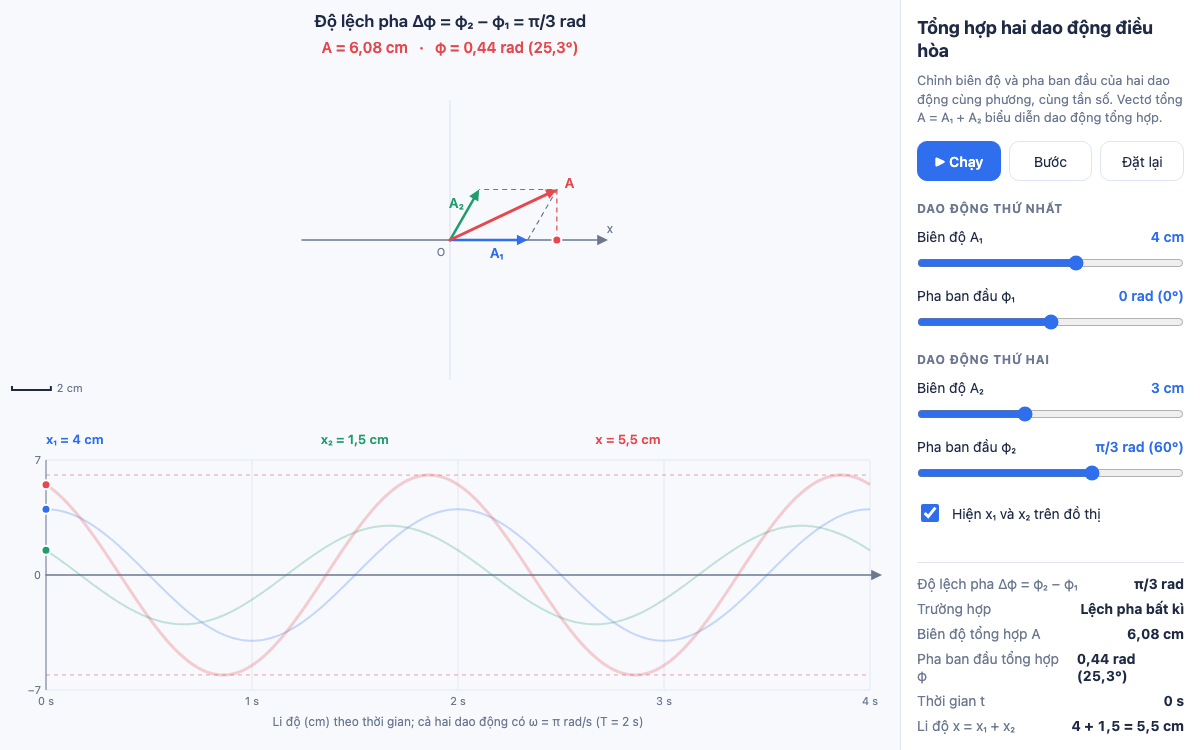 Độ lệch pha Δφ = φ₂ − φ₁ = π/3 rad
A = 6,08 cm · φ = 0,44 rad (25,3°)
A
A₂
x
O
A₁
2 cm
x₁ = 4 cm
x₂ = 1,5 cm
x = 5,5 cm
7
0
−7
0 s
1 s
2 s
3 s
4 s
Li độ (cm) theo thời gian; cả hai dao động có ω = π rad/s (T = 2 s)
Tổng hợp hai dao động điều
hòa
Chỉnh biên độ và pha ban đầu của hai dao
động cùng phương, cùng tần số. Vectơ tổng
A = A₁ + A₂ biểu diễn dao động tổng hợp.
▶ Chạy
Bước
Đặt lại
DAO ĐỘNG THỨ NHẤT
Biên độ A₁ 4 cm
Pha ban đầu φ₁ 0 rad (0°)
DAO ĐỘNG THỨ HAI
Biên độ A₂ 3 cm
Pha ban đầu φ₂ π/3 rad (60°)
Hiện x₁ và x₂ trên đồ thị
Độ lệch pha Δφ = φ₂ − φ₁ π/3 rad
Trường hợp Lệch pha bất kì
Biên độ tổng hợp A 6,08 cm
Pha ban đầu tổng hợp 0,44 rad
φ (25,3°)
Thời gian t 0 s
Li độ x = x₁ + x₂ 4 + 1,5 = 5,5 cm